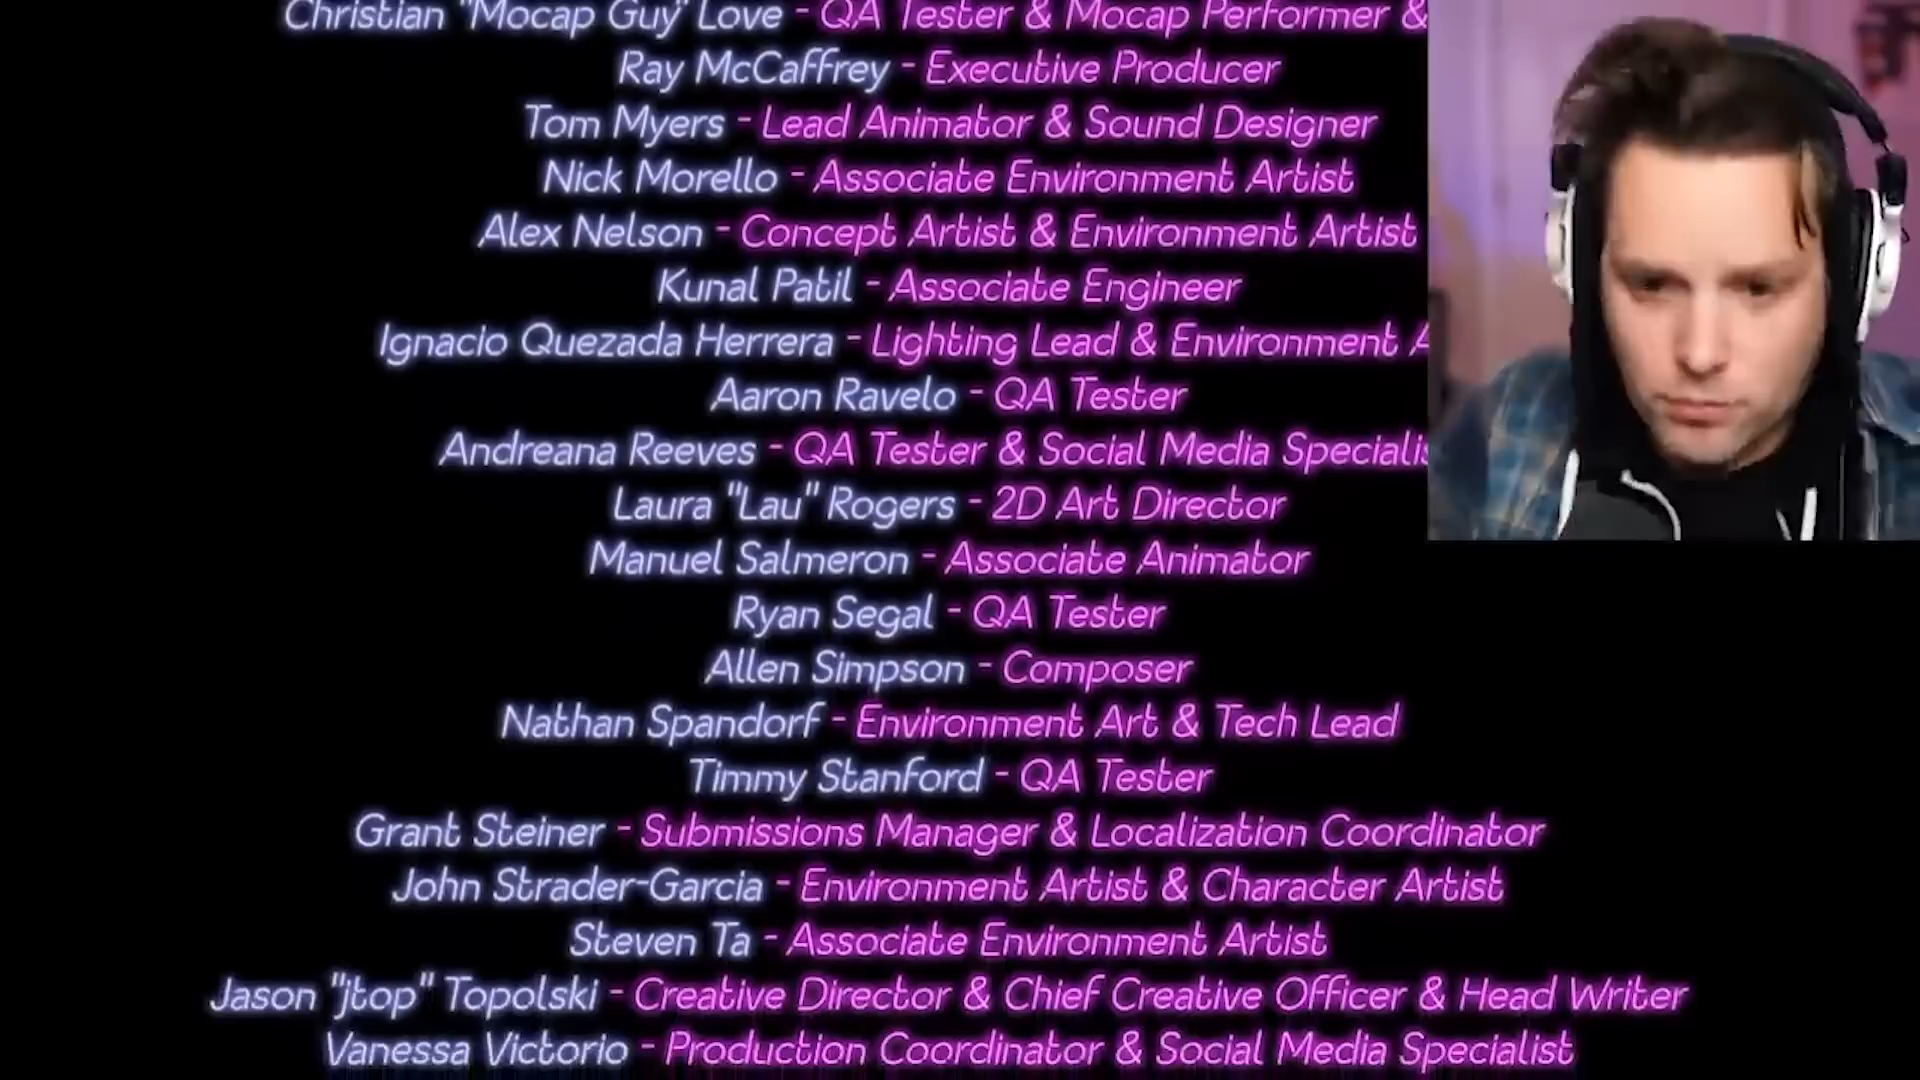 Christian "Mocap Guy" Love - QA Tester & Mocap Performer &
Ray McCaffrey - Executive Producer
Tom Myers - Lead Animator & Sound Designer
Nick Morello - Associate Environment Artist
Alex Nelson - Concept Artist & Environment Artist
Kunal Patil - Associate Engineer
Ignacio Quezada Herrera - Lighting Lead & Environment
Aaron Ravelo - QA Tester
Andreana Reeves - QA Tester & Social Media Specialis
Laura "Lau" Rogers - 2D Art Director
Manuel Salmeron - Associate Animator
Ryan Segal - QA Tester
Allen Simpson - Composer
Nathan Spandorf - Environment Art & Tech Lead
Timmy Stanford - QA Tester
Grant Steiner - Submissions Manager & Localization Coordinator
John Strader-Garcia - Environment Artist & Character Artist
Steven Ta - Associate Environment Artist
Jason "jtop" Topolski - Creative Director & Chief Creative Officer & Head Writer
Vanessa Victorio - Production Coordinator & Social Media Specialist